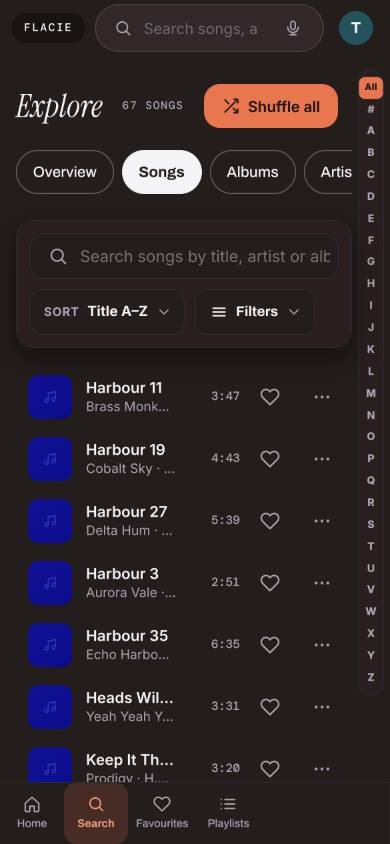 FLACIE
Search songs, a
T
Explore
67 SONGS
Shuffle all
Overview
Songs
Albums
Artis
Search songs by title, artist or alb
SORT Title A–Z
Filters
Harbour 11
Brass Monk...
3:47
Harbour 19
Cobalt Sky · ...
4:43
Harbour 27
Delta Hum · ...
5:39
Harbour 3
Aurora Vale ·...
2:51
Harbour 35
Echo Harbo...
6:35
Heads Wil...
Yeah Yeah Y...
3:31
Keep It Th...
Prodigy · H...
3:20
All
#
A
B
C
D
E
F
G
H
I
J
K
L
M
N
O
P
Q
R
S
T
U
V
W
X
Y
Z
Home
Search
Favourites
Playlists